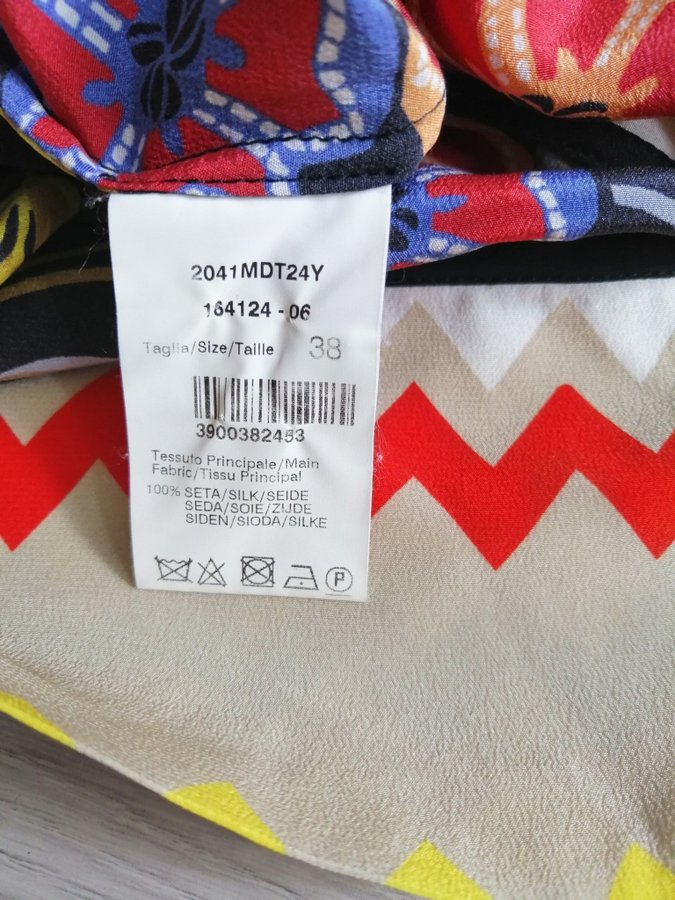 2041MDT24Y
164124 - 06
Taglia/Size/Taille 38
3900382453
Tessuto Principale/Main
Fabric/Tissu Principal
100% SETA/SILK/SEIDE
SEDA/SOIE/ZIJDE
SIDEN/SIODA/SILKE
P